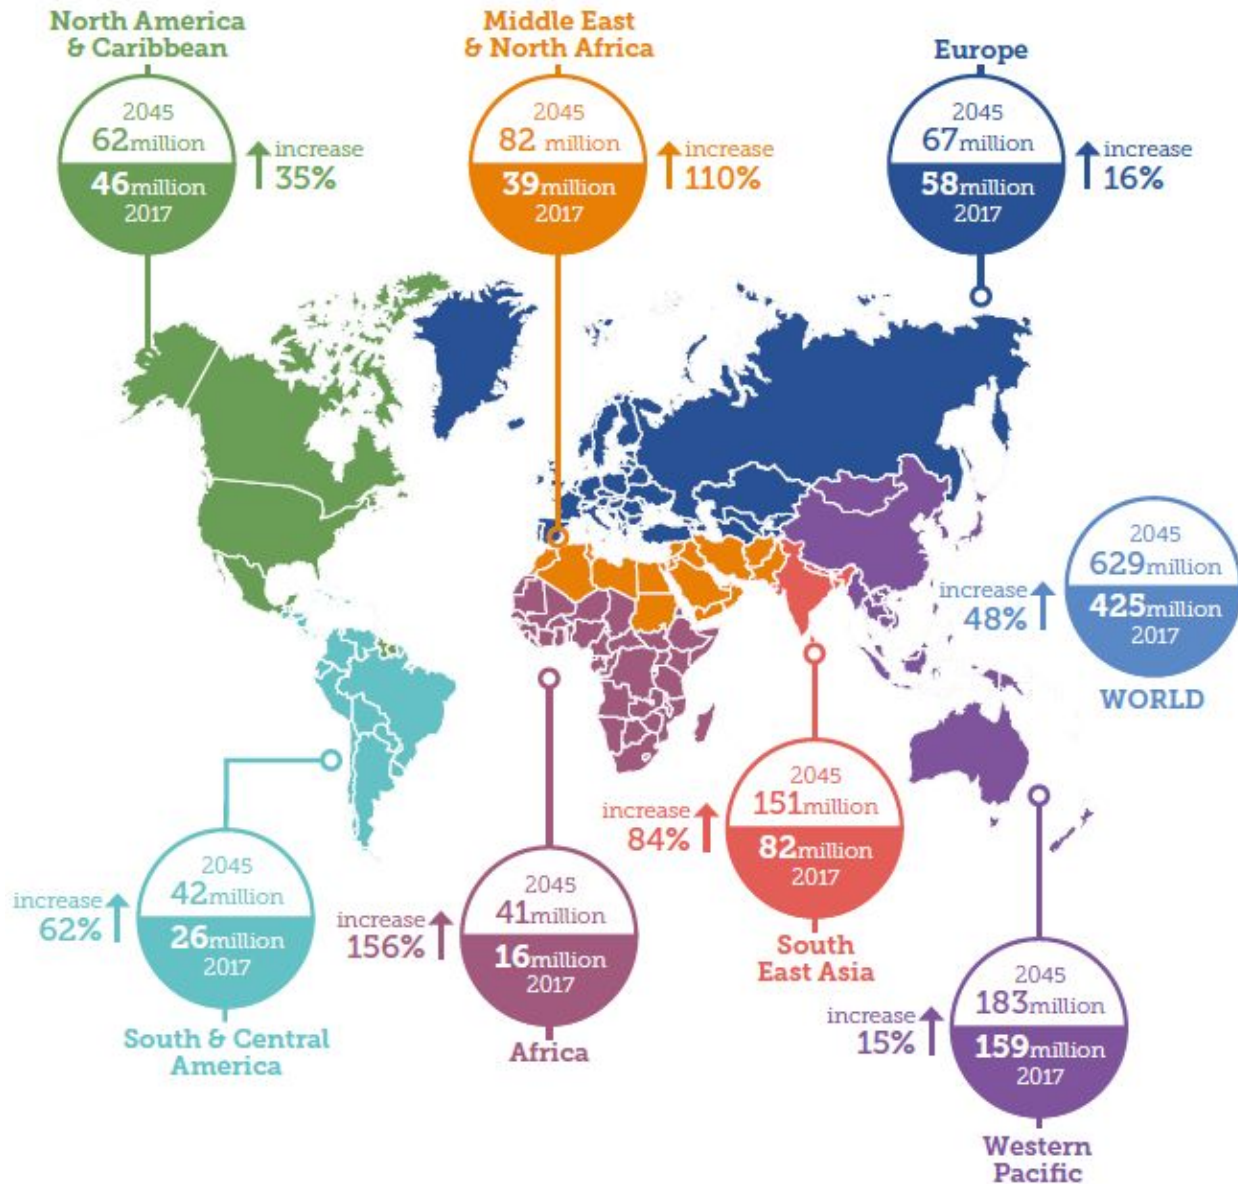 North America
& Caribbean
2045
62million
46million
2017
increase
35%
Middle East
& North Africa
2045
82 million
39million
2017
increase
110%
Europe
2045
67million
58million
2017
increase
16%
2045
629million
425million
2017
WORLD
increase
48%
2045
42million
26million
2017
South & Central
America
increase
62%
2045
41million
16million
2017
Africa
increase
156%
2045
151million
82million
2017
South
East Asia
increase
84%
2045
183million
159million
2017
Western
Pacific
increase
15%